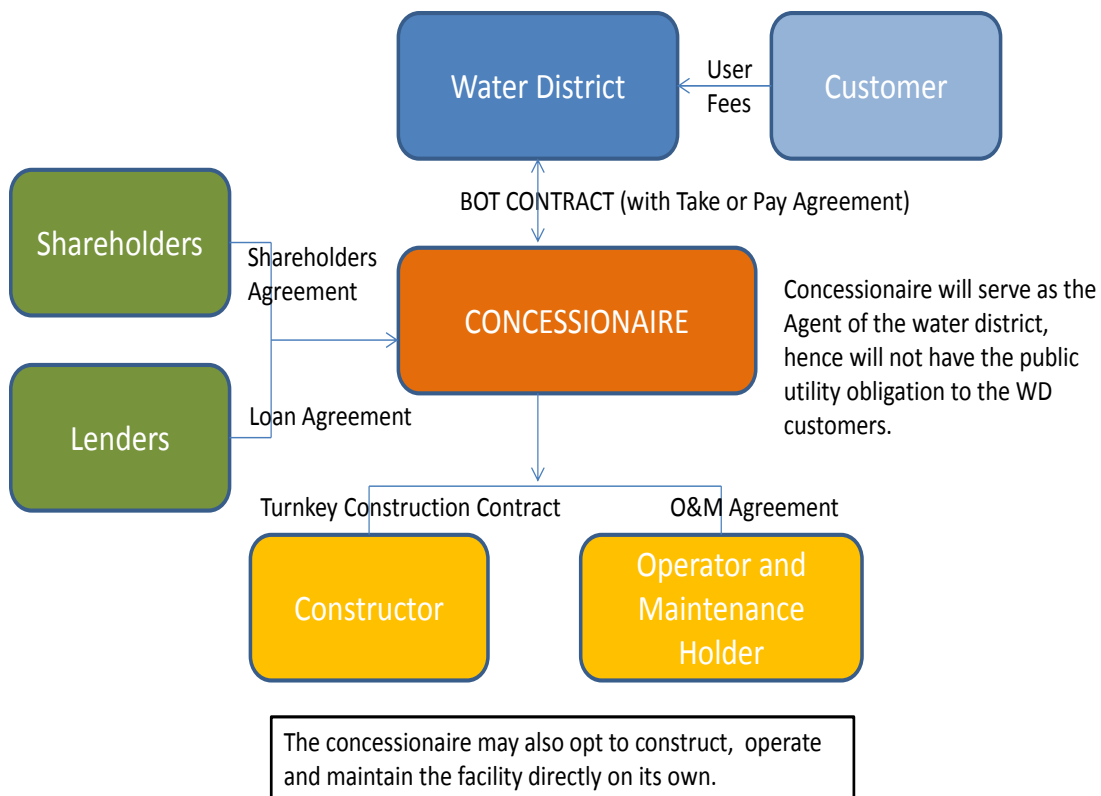 Water District
User
Fees
Customer
BOT CONTRACT (with Take or Pay Agreement)
Shareholders
Shareholders
Agreement
CONCESSIONAIRE
Concessionaire will serve as the
Agent of the water district,
hence will not have the public
utility obligation to the WD
customers.
Lenders
Loan Agreement
Turnkey Construction Contract
O&M Agreement
Constructor
Operator and
Maintenance
Holder
The concessionaire may also opt to construct, operate
and maintain the facility directly on its own.